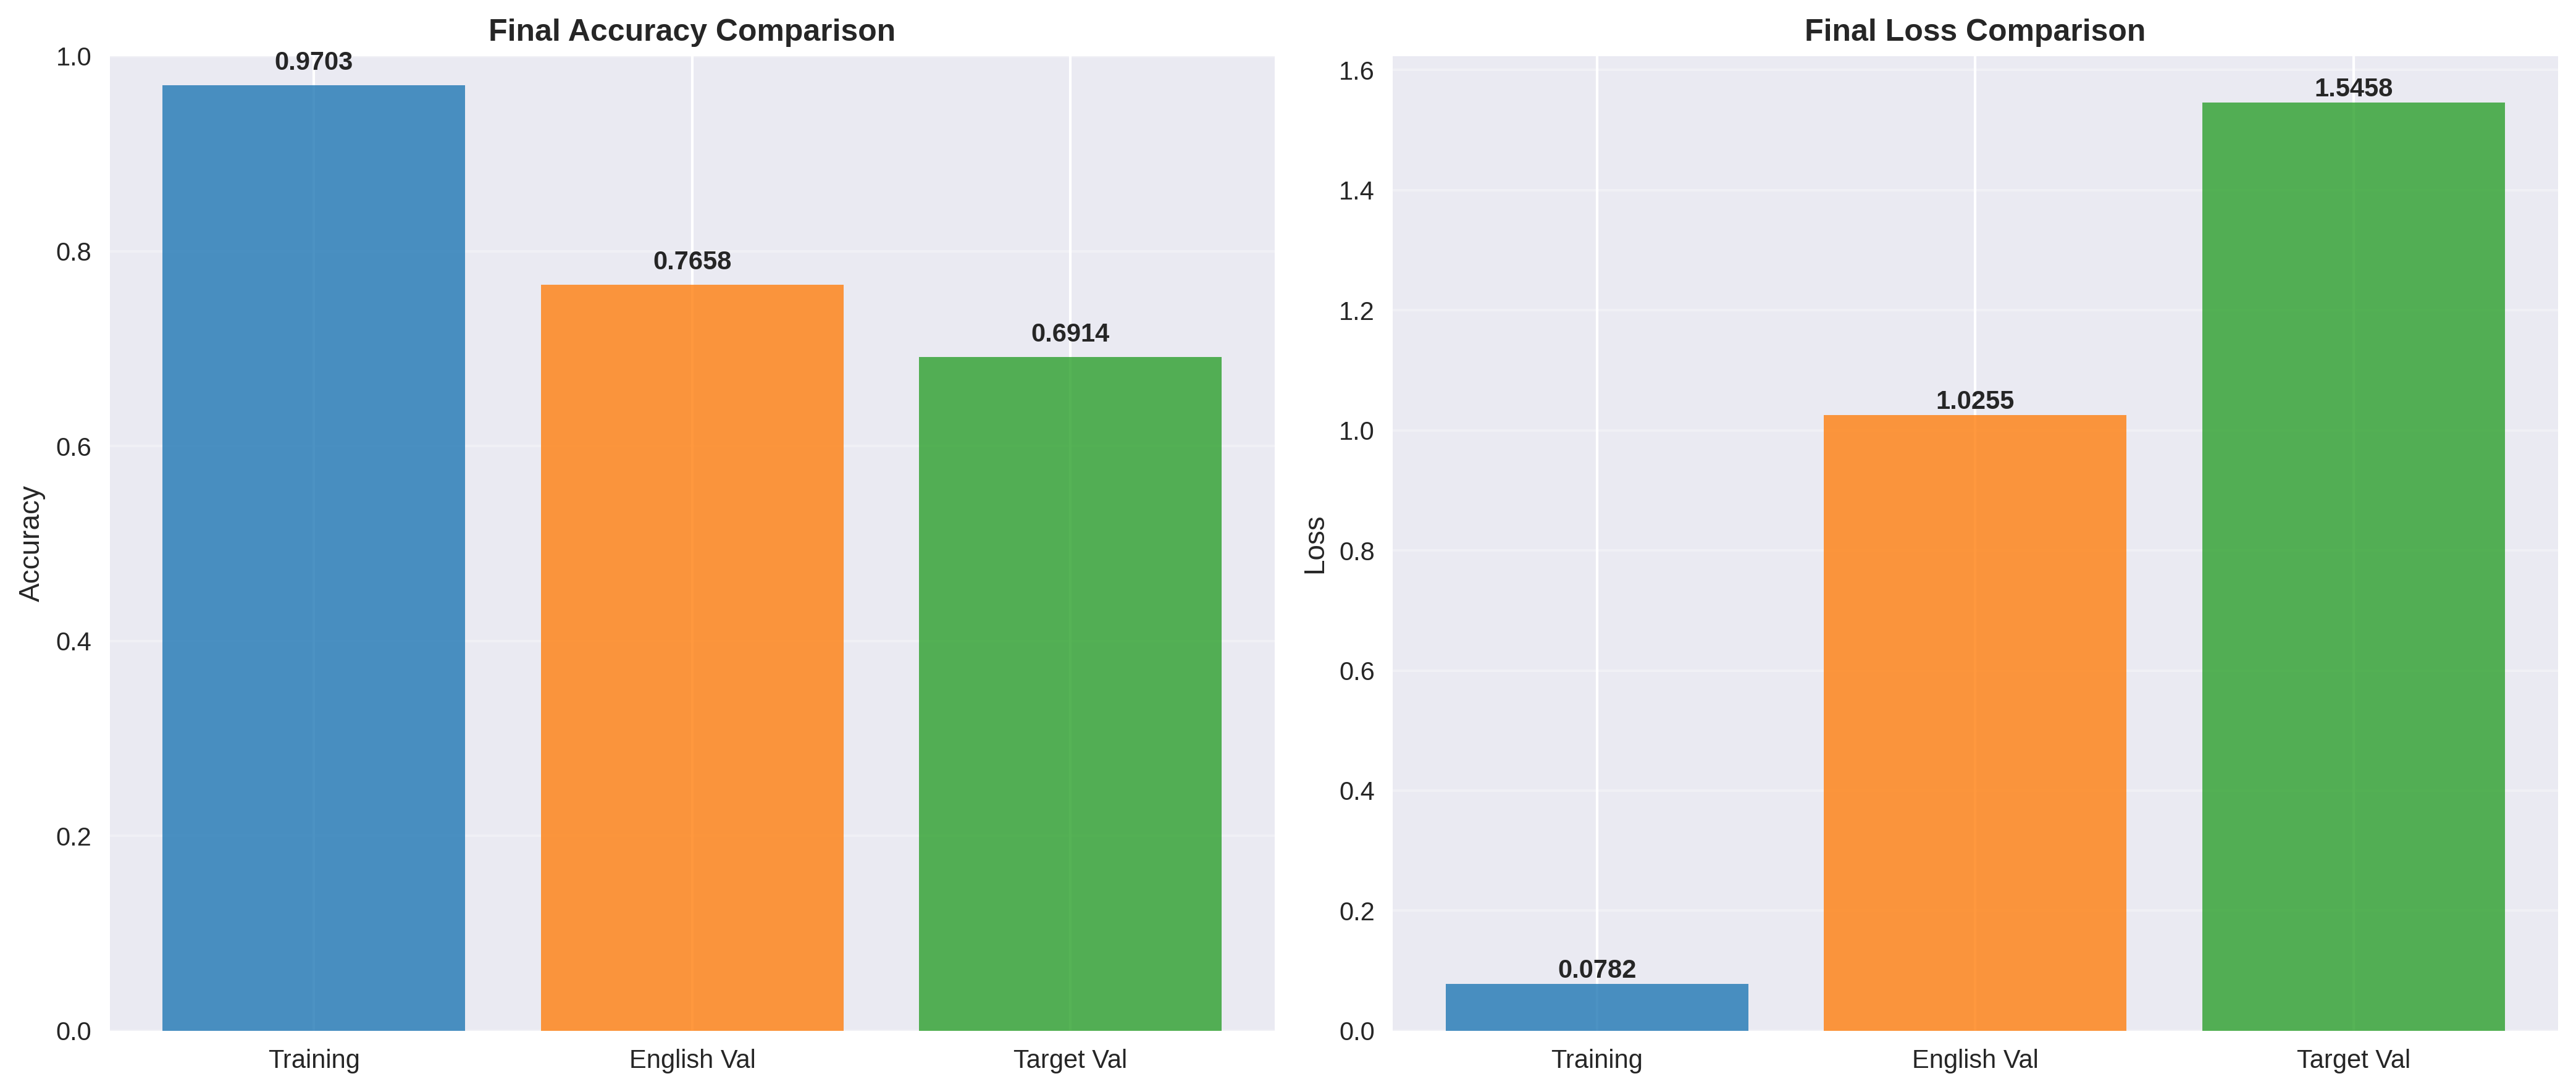 Final Accuracy Comparison
Accuracy
1.0
0.8
0.6
0.4
0.2
0.0
0.9703
0.7658
0.6914
Training
English Val
Target Val
Final Loss Comparison
Loss
1.6
1.4
1.2
1.0
0.8
0.6
0.4
0.2
0.0
0.0782
1.0255
1.5458
Training
English Val
Target Val